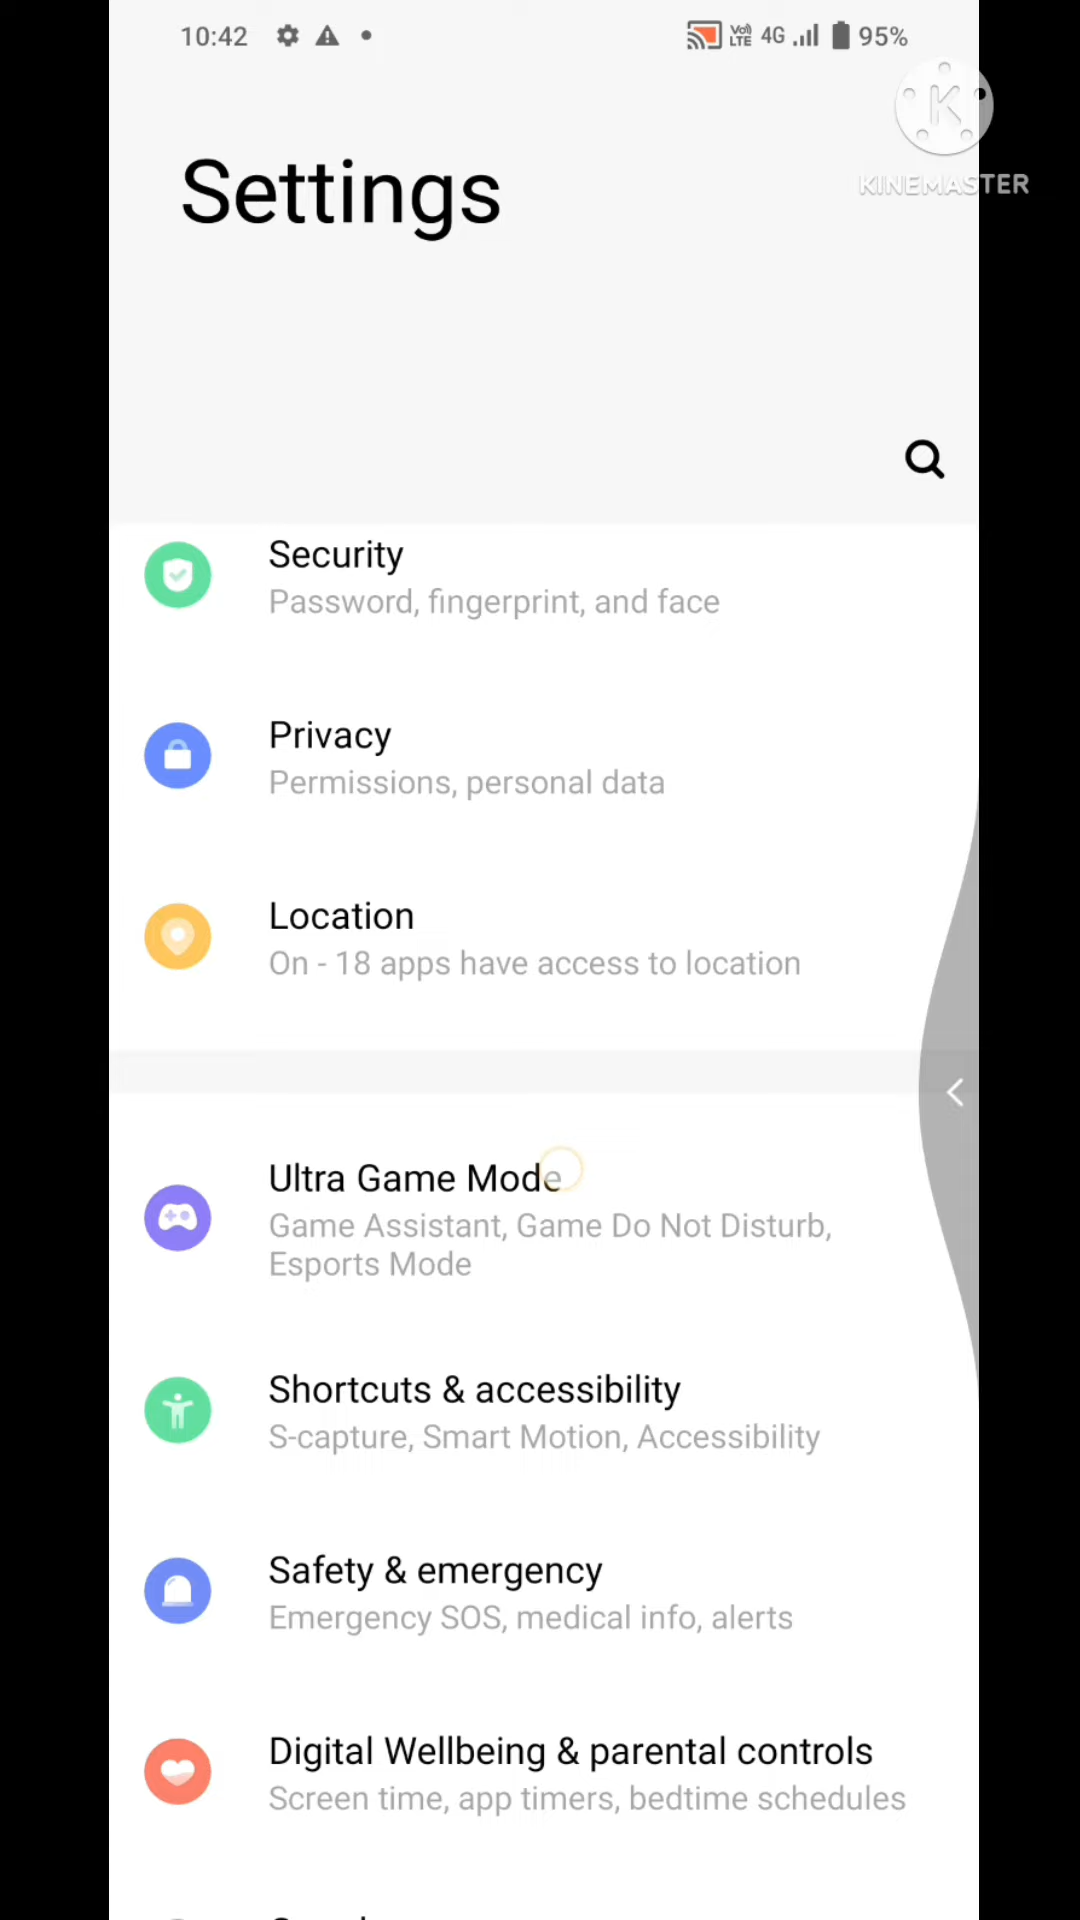 10:42 Vo) LTE 4G 95%
KINEMASTER
Settings
Security
Password, fingerprint, and face
Privacy
Permissions, personal data
Location
On - 18 apps have access to location
Ultra Game Mode
Game Assistant, Game Do Not Disturb,
Esports Mode
Shortcuts & accessibility
S-capture, Smart Motion, Accessibility
Safety & emergency
Emergency SOS, medical info, alerts
Digital Wellbeing & parental controls
Screen time, app timers, bedtime schedules